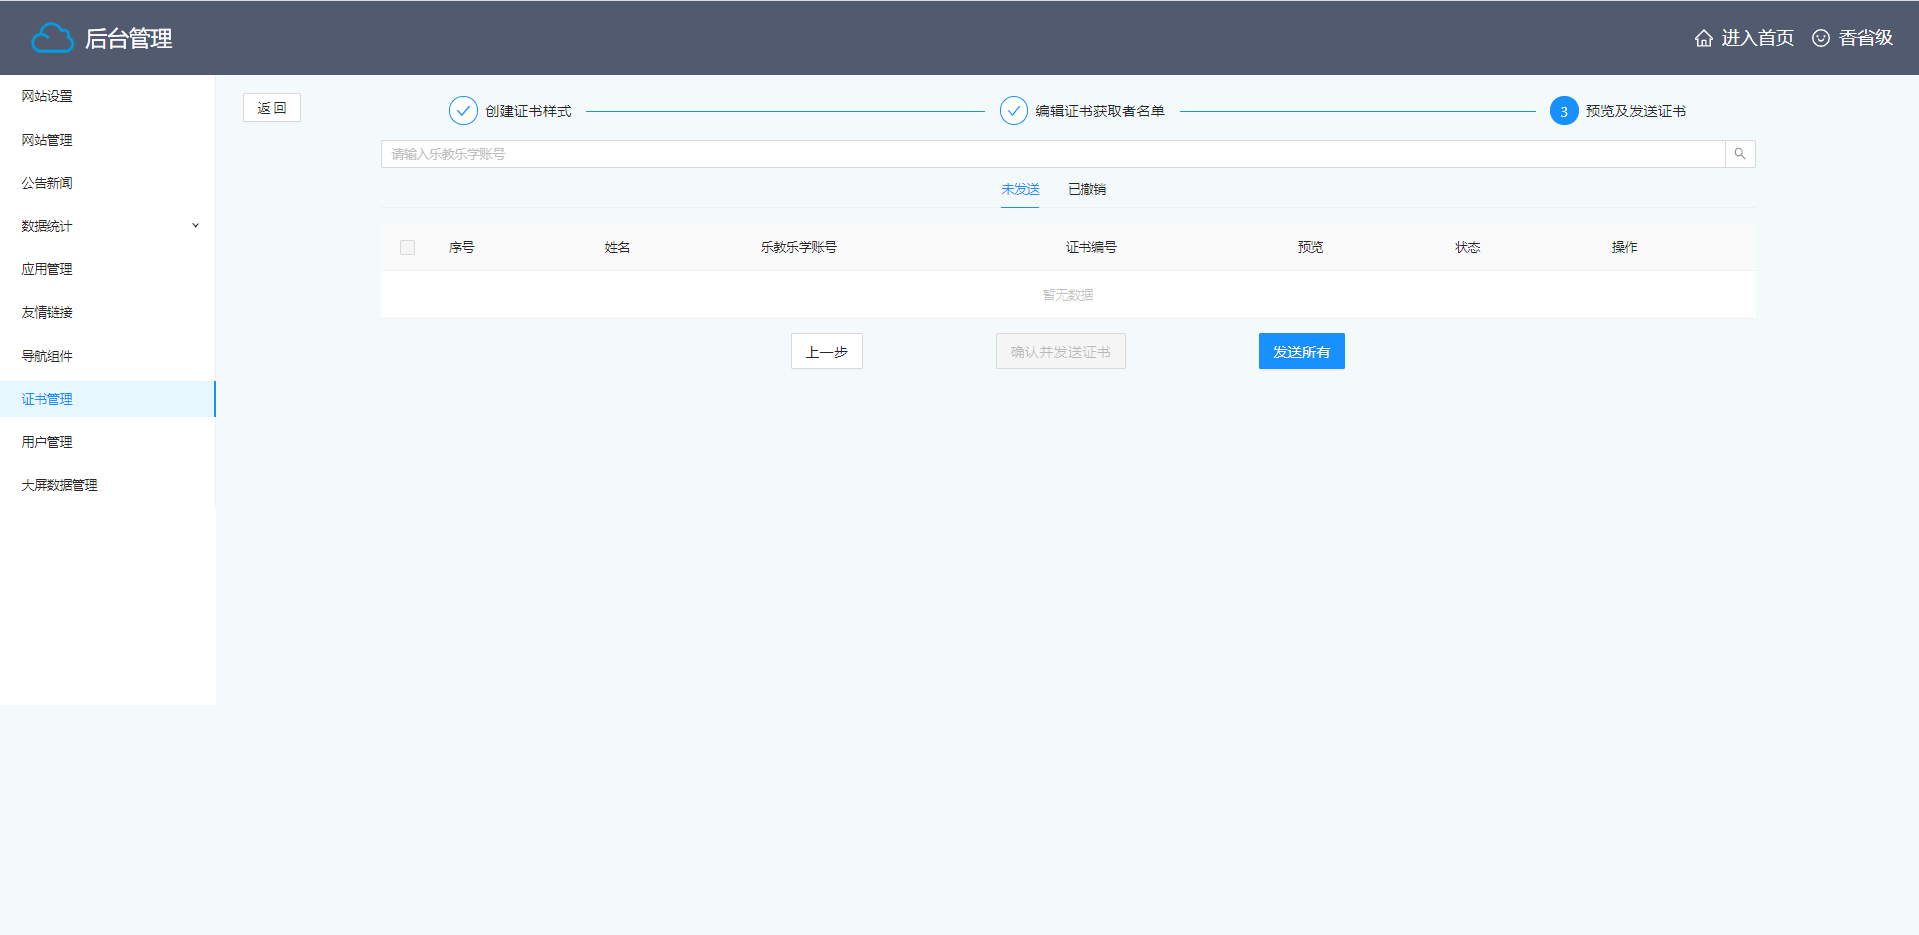 后台管理
进入首页 香省级
网站设置
网站管理
公告新闻
数据统计
应用管理
友情链接
导航组件
证书管理
用户管理
大屏数据管理
返 回
创建证书样式 编辑证书获取者名单 3 预览及发送证书
请输入乐教乐学账号
未发送 已撤销
序号 姓名 乐教乐学账号 证书编号 预览 状态 操作
暂无数据
上一步 确认并发送证书 发送所有